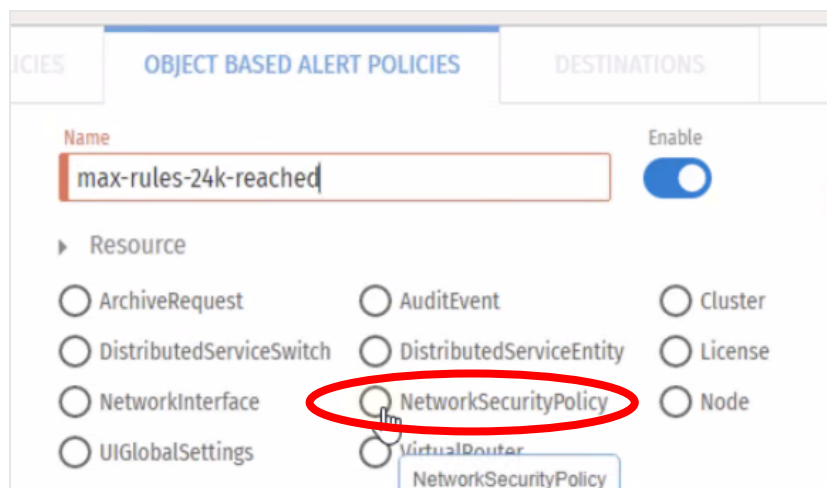 ICIES OBJECT BASED ALERT POLICIES DESTINATIONS
Name Enable
max-rules-24k-reached
Resource
ArchiveRequest AuditEvent Cluster
DistributedServiceSwitch DistributedServiceEntity License
NetworkInterface NetworkSecurityPolicy Node
UIGlobalSettings VirtualRouter
NetworkSecurityPolicy